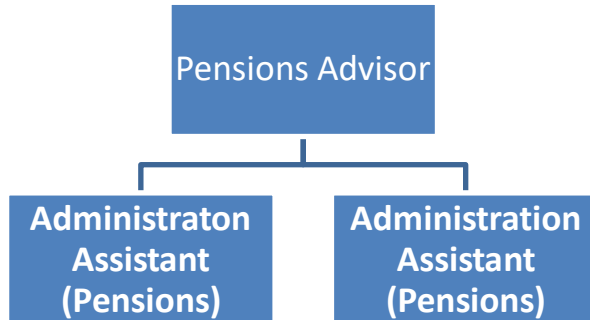 Pensions Advisor
Administraton
Assistant
(Pensions)
Administration
Assistant
(Pensions)